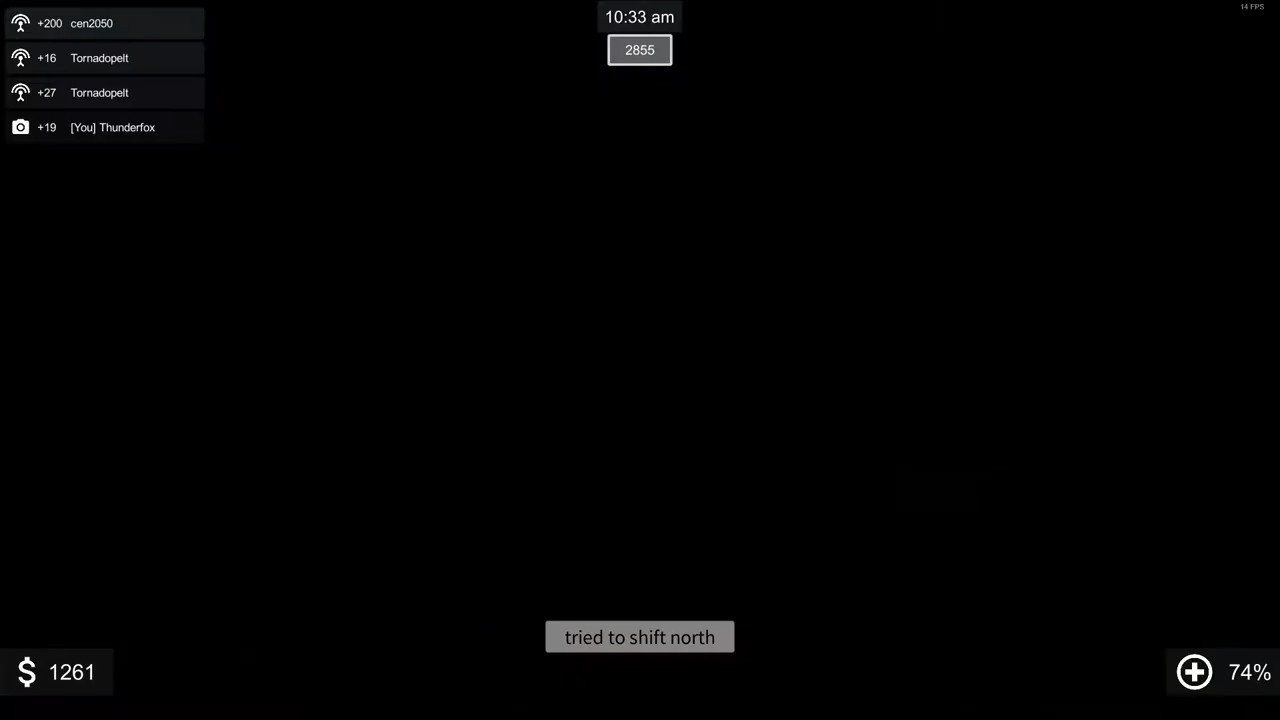 14 FPS
+200 cen2050
+16 Tornadopelt
+27 Tornadopelt
+19 [You] Thunderfox
10:33 am
2855
tried to shift north
$ 1261
74%